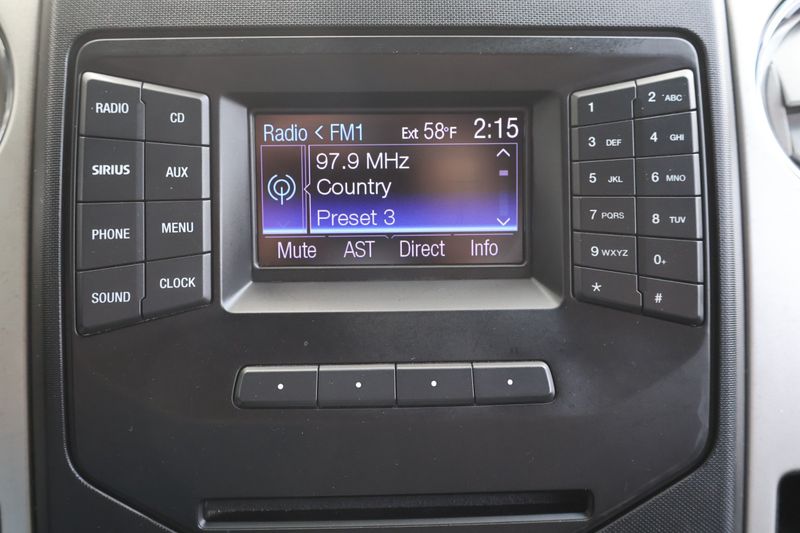 RADIO
CD
SIRIUS
AUX
PHONE
MENU
SOUND
CLOCK
Radio < FM1 Ext 58°F 2:15
97.9 MHz
Country
Preset 3
Mute AST Direct Info
1
2 ABC
3 DEF
4 GHI
5 JKL
6 MNO
7 PQRS
8 TUV
9 WXYZ
0+
*
#